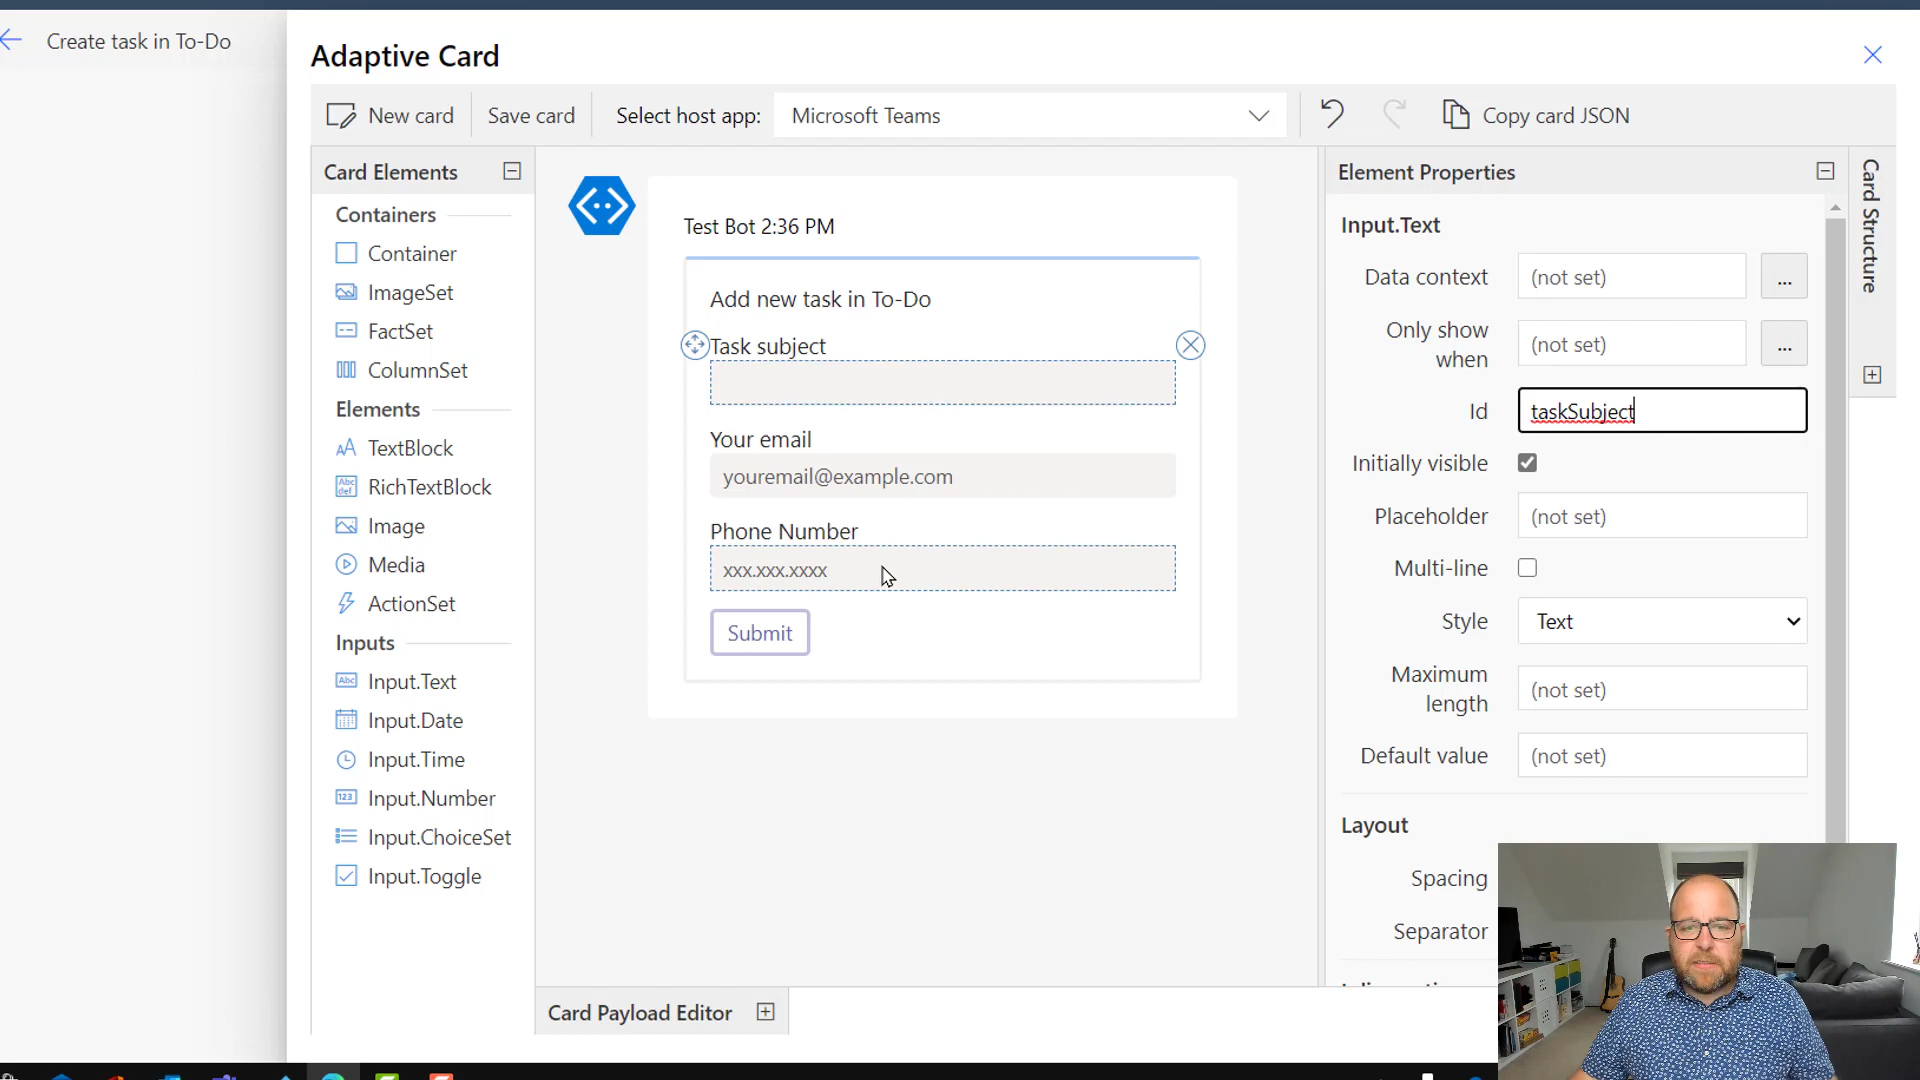 Create task in To-Do
Adaptive Card
New card
Save card
Select host app:
Microsoft Teams
Copy card JSON
Card Elements
Containers
Container
ImageSet
FactSet
ColumnSet
Elements
TextBlock
RichTextBlock
Image
Media
ActionSet
Inputs
Input.Text
Input.Date
Input.Time
Input.Number
Input.ChoiceSet
Input.Toggle
Test Bot 2:36 PM
Add new task in To-Do
Task subject
Your email
youremail@example.com
Phone Number
xxx.xxx.xxxx
Submit
Card Payload Editor
Element Properties
Input.Text
Data context
(not set)
...
Only show
when
(not set)
...
Id
taskSubject
Initially visible
Placeholder
(not set)
Multi-line
Style
Text
Maximum
length
(not set)
Default value
(not set)
Layout
Spacing
Separator
Card Structure